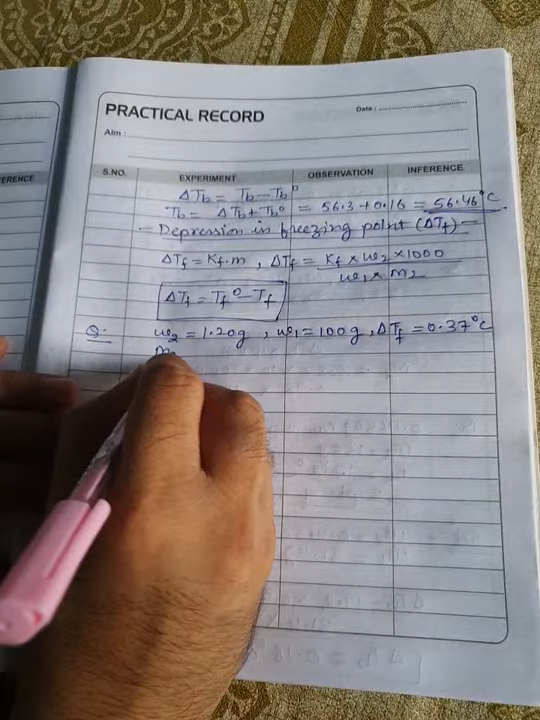 ERENCE
PRACTICAL RECORD
Date :
Aim :
S.NO. EXPERIMENT OBSERVATION INFERENCE
ΔTb = Tb - Tb°
Tb = ΔTb + Tb° = 56.3 + 0.16 = 56.46°C
- Depression in freezing point (ΔTf) -
ΔTf = Kf.m , ΔTf = Kf × w2 × 1000
w1 × M2
ΔTf = Tf° - Tf
Q. w2 = 1.20g , w1 = 100g , ΔTf = 0.37°C